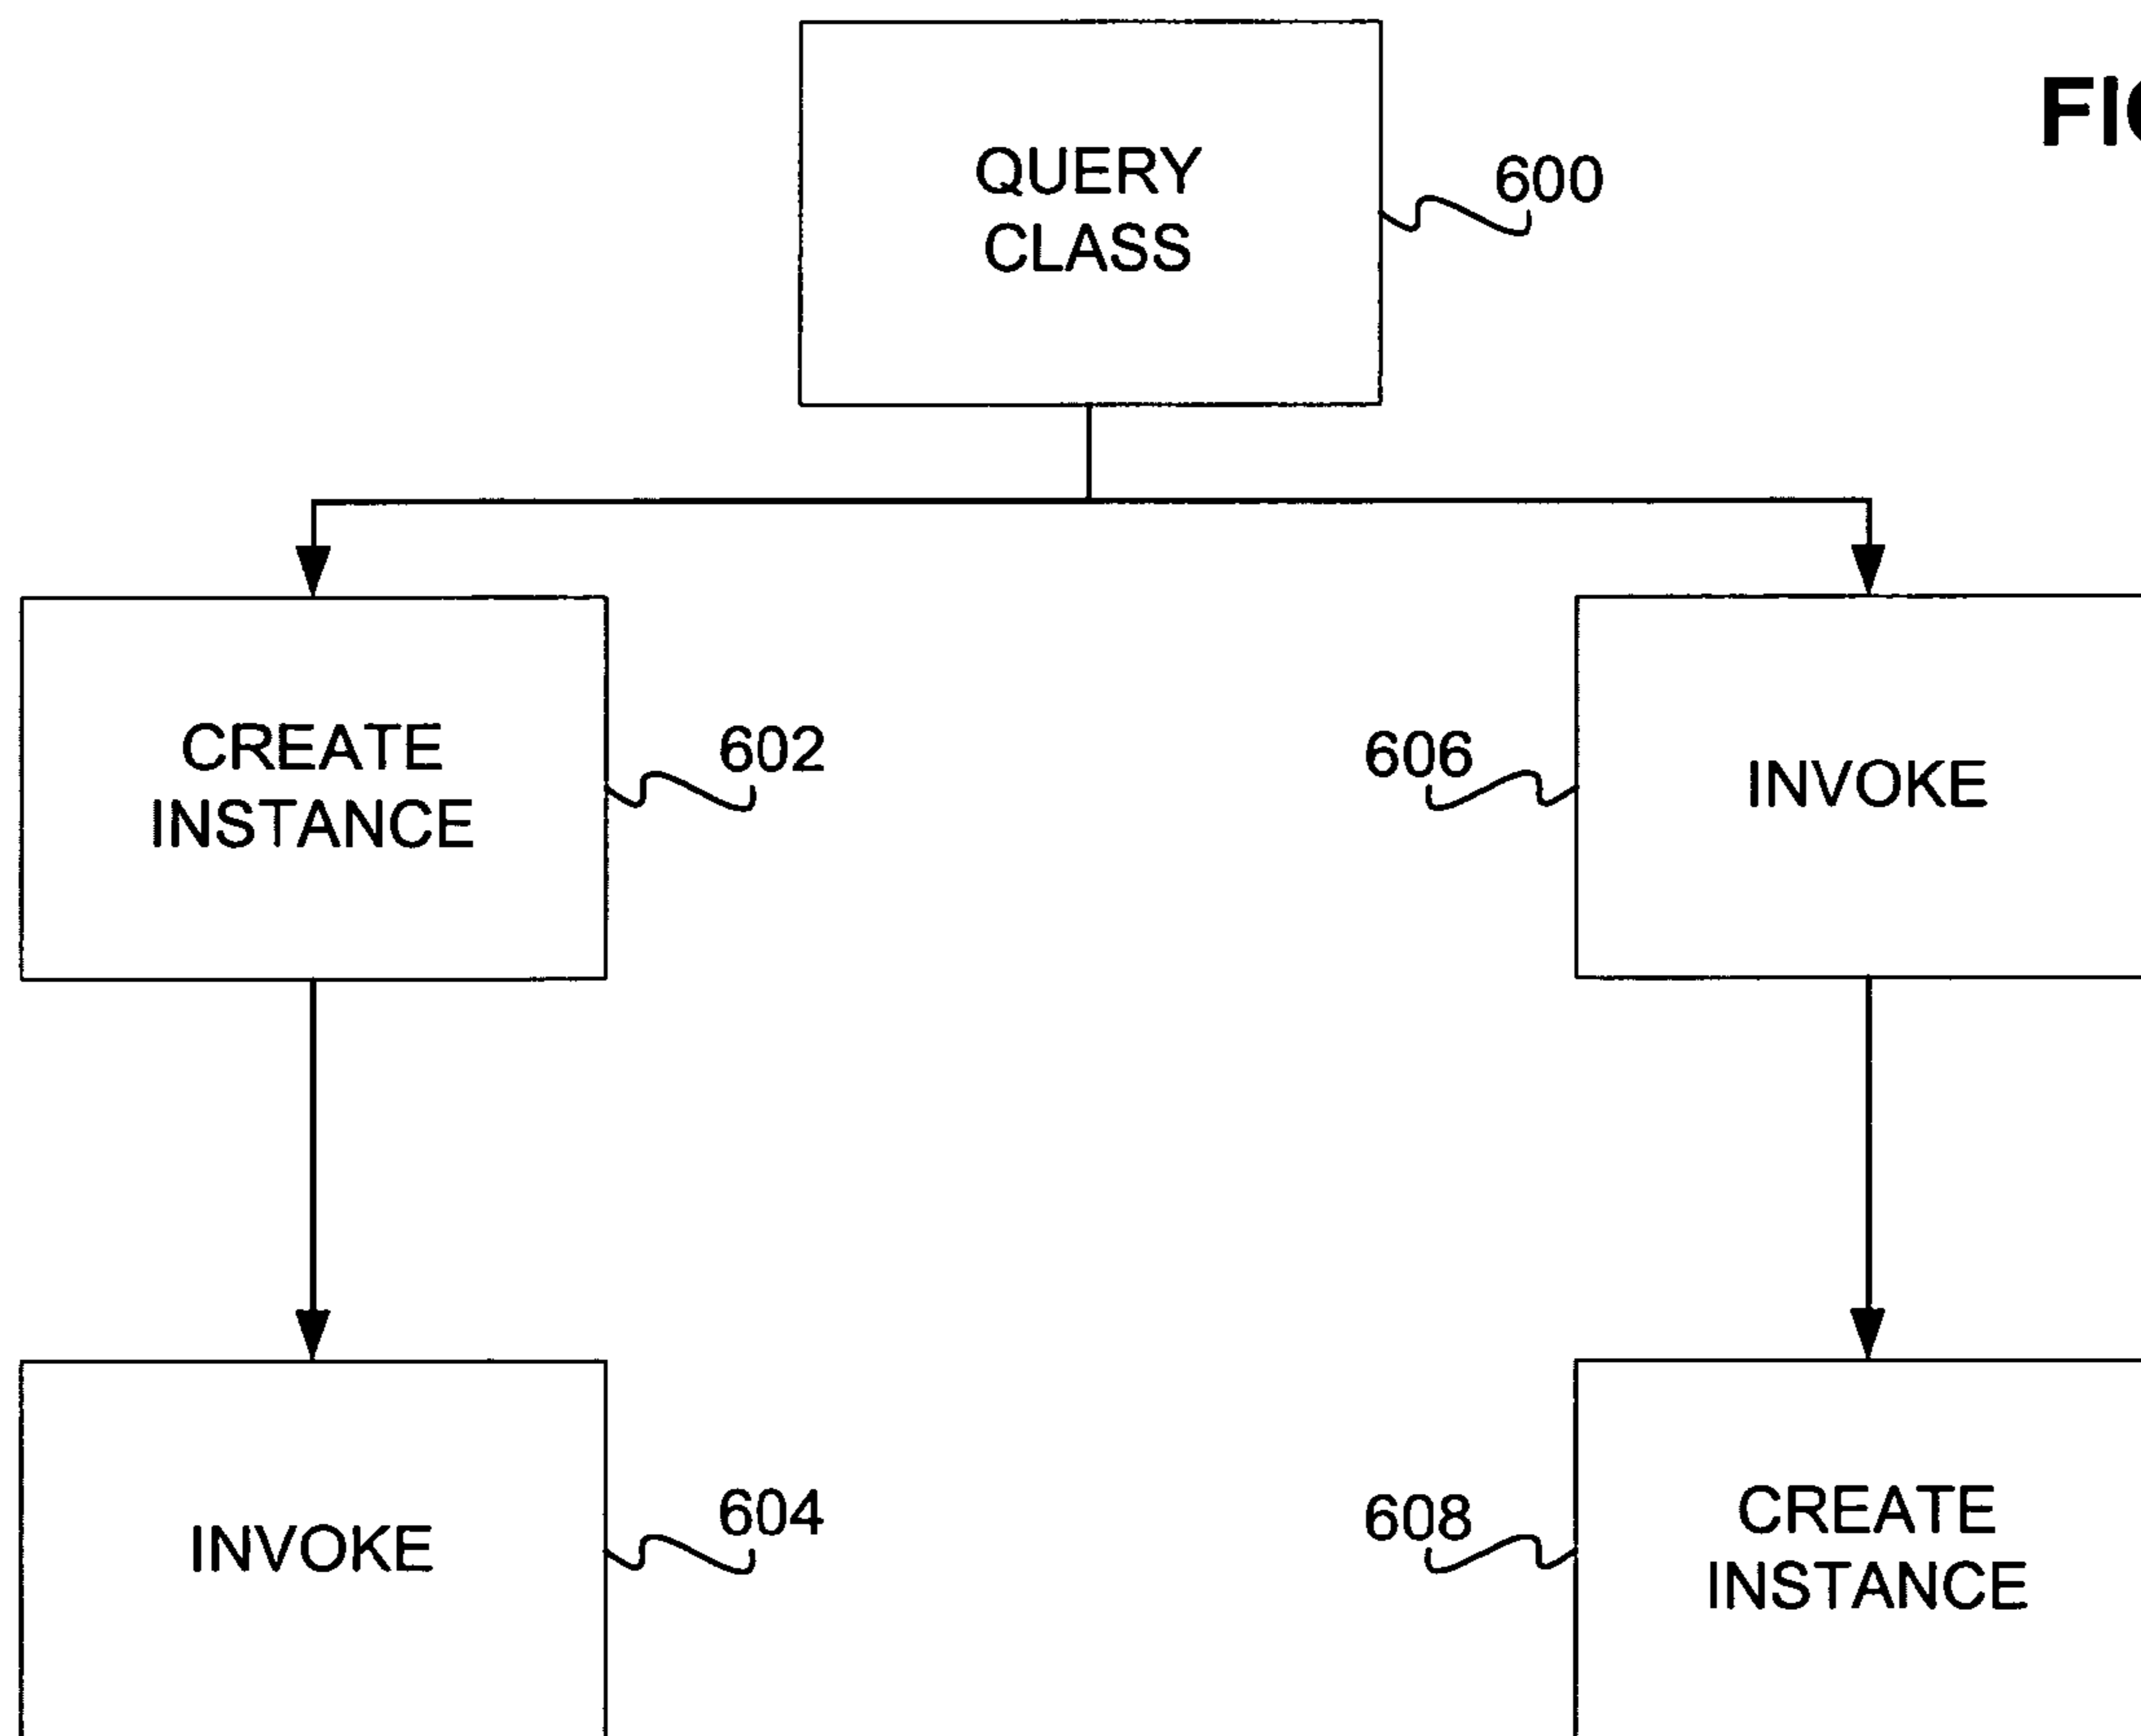 QUERY
CLASS
600
CREATE
INSTANCE
602
606
INVOKE
INVOKE
604
608
CREATE
INSTANCE